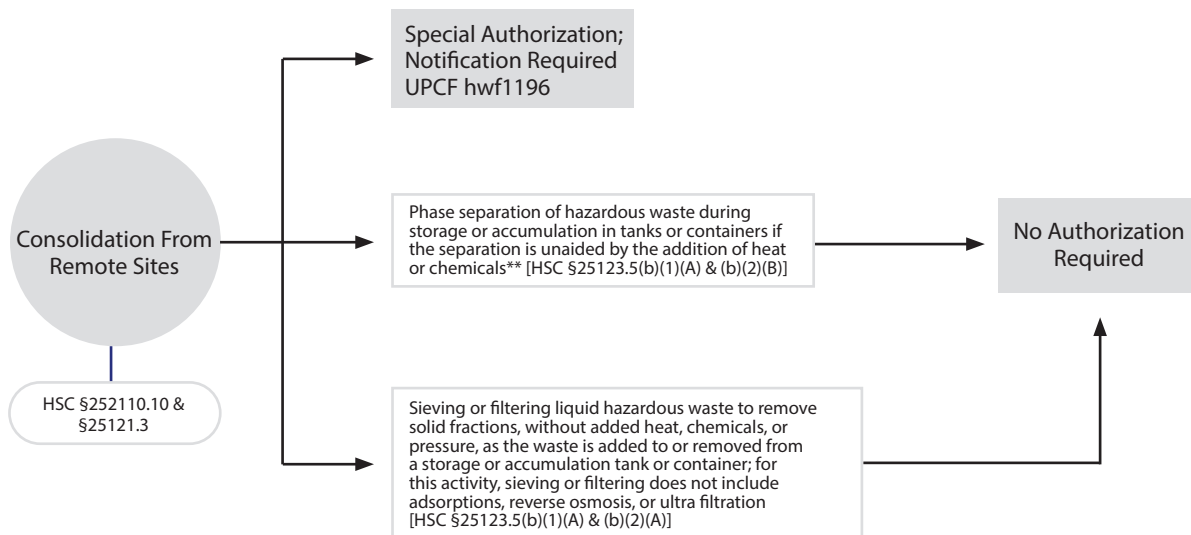 Special Authorization;
Notification Required
UPCF hwf1196
Consolidation From
Remote Sites
HSC §252110.10 &
§25121.3
Phase separation of hazardous waste during
storage or accumulation in tanks or containers if
the separation is unaided by the addition of heat
or chemicals** [HSC §25123.5(b)(1)(A) & (b)(2)(B)]
No Authorization
Required
Sieving or filtering liquid hazardous waste to remove
solid fractions, without added heat, chemicals, or
pressure, as the waste is added to or removed from
a storage or accumulation tank or container; for
this activity, sieving or filtering does not include
adsorptions, reverse osmosis, or ultra filtration
[HSC §25123.5(b)(1)(A) & (b)(2)(A)]